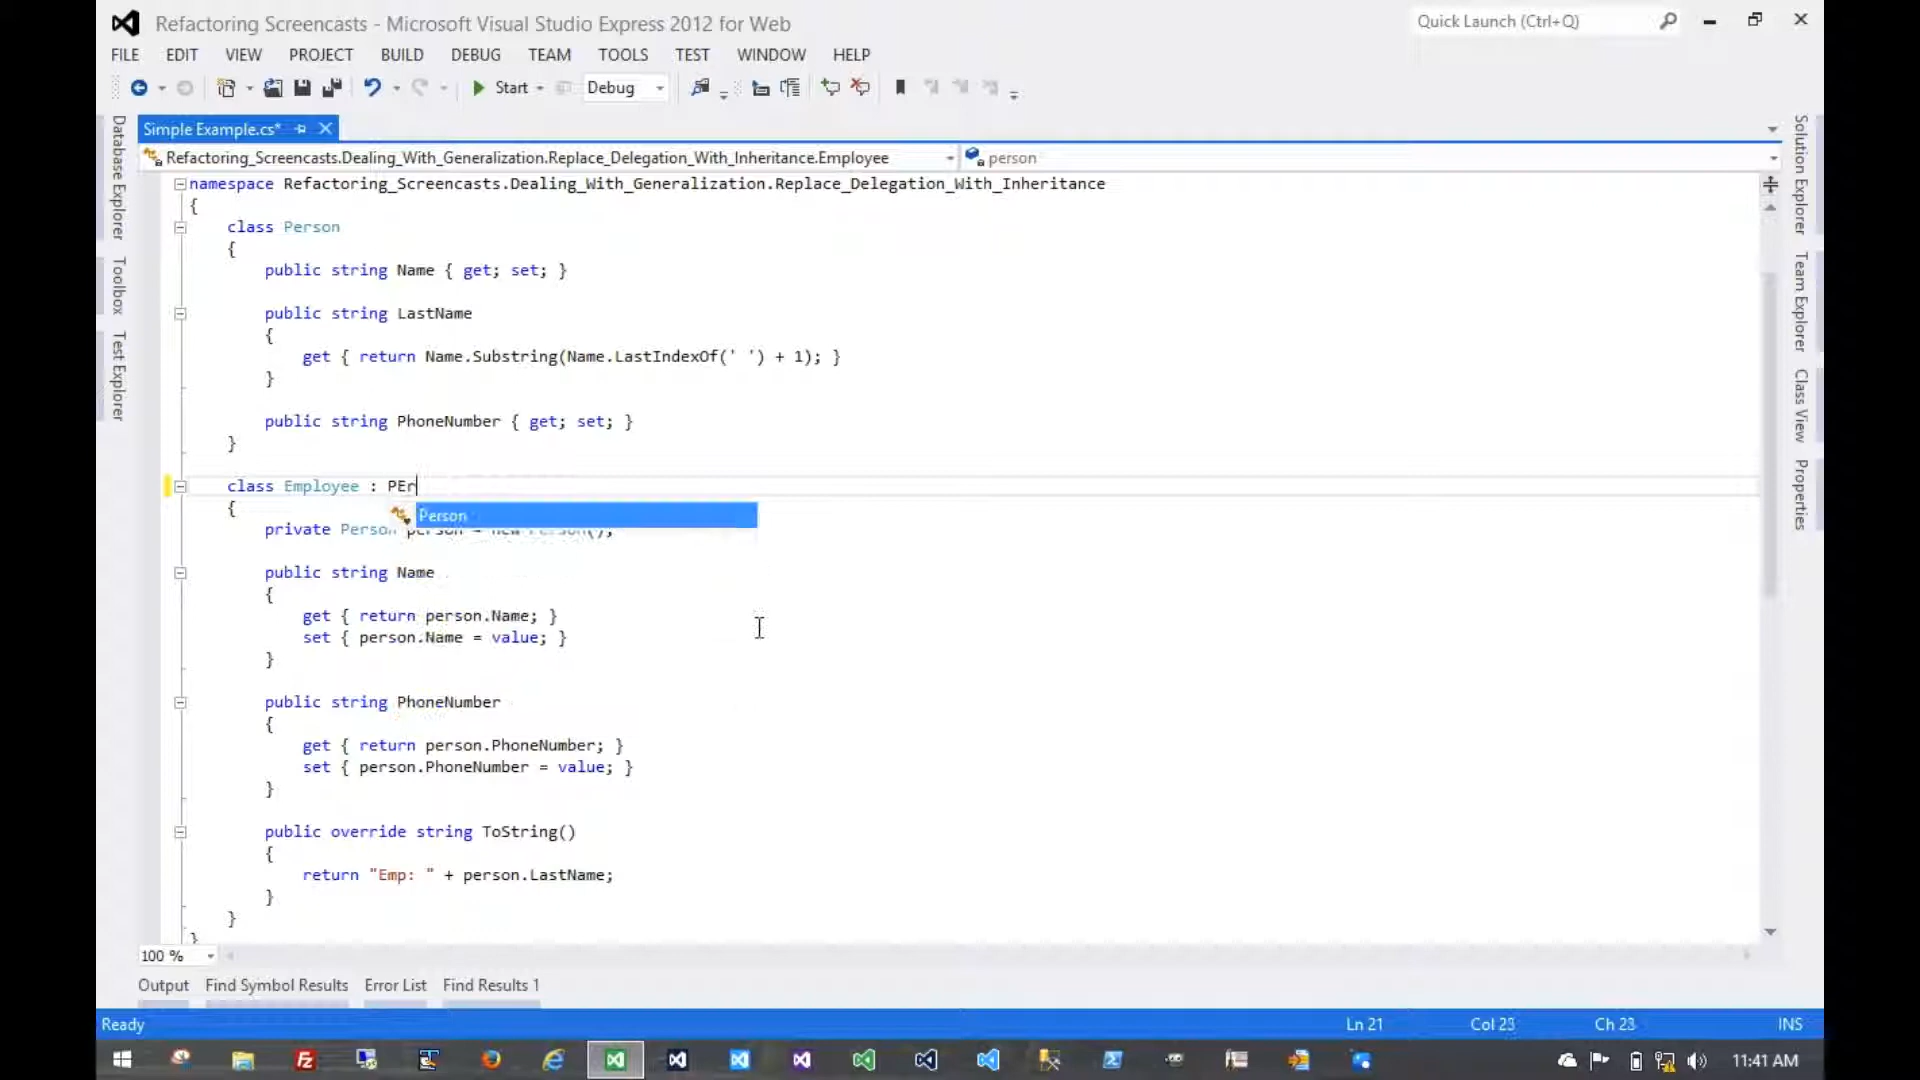 Refactoring Screencasts - Microsoft Visual Studio Express 2012 for Web
Quick Launch (Ctrl+Q)
FILE EDIT VIEW PROJECT BUILD DEBUG TEAM TOOLS TEST WINDOW HELP
Start Debug
Simple Example.cs*
Refactoring_Screencasts.Dealing_With_Generalization.Replace_Delegation_With_Inheritance.Employee
person
Database Explorer
Toolbox
Test Explorer
namespace Refactoring_Screencasts.Dealing_With_Generalization.Replace_Delegation_With_Inheritance
{
class Person
{
public string Name { get; set; }
public string LastName
{
get { return Name.Substring(Name.LastIndexOf(' ') + 1); }
}
public string PhoneNumber { get; set; }
}
class Employee : PEr
Person
{
private Person person = new Person();
public string Name
{
get { return person.Name; }
set { person.Name = value; }
}
public string PhoneNumber
{
get { return person.PhoneNumber; }
set { person.PhoneNumber = value; }
}
public override string ToString()
{
return "Emp: " + person.LastName;
}
}
}
Solution Explorer
Team Explorer
Class View
Properties
100 %
Output Find Symbol Results Error List Find Results 1
Ready Ln 21 Col 23 Ch 23 INS
11:41 AM